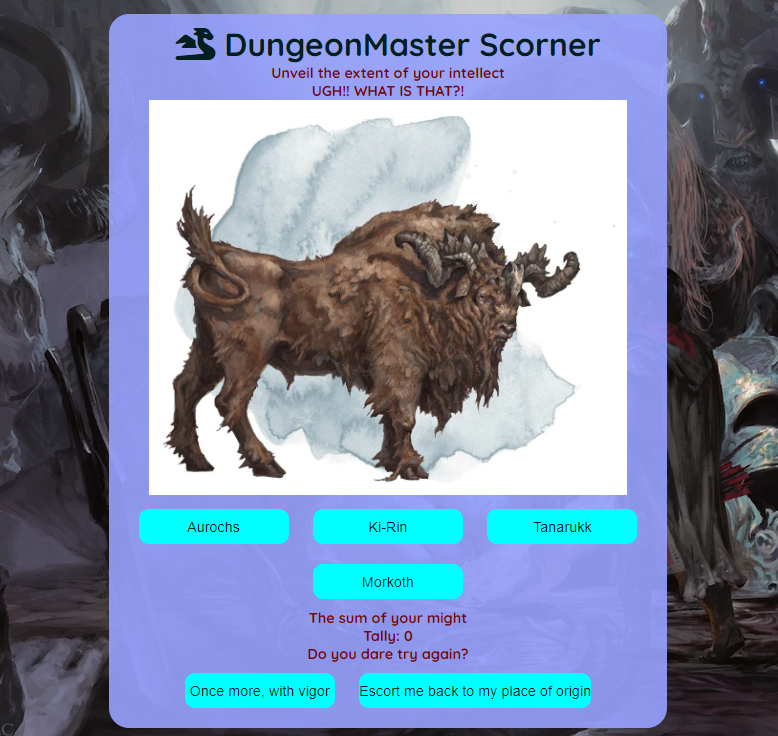 DungeonMaster Scorner
Unveil the extent of your intellect
UGH!! WHAT IS THAT?!
Aurochs
Ki-Rin
Tanarukk
Morkoth
The sum of your might
Tally: 0
Do you dare try again?
Once more, with vigor
Escort me back to my place of origin